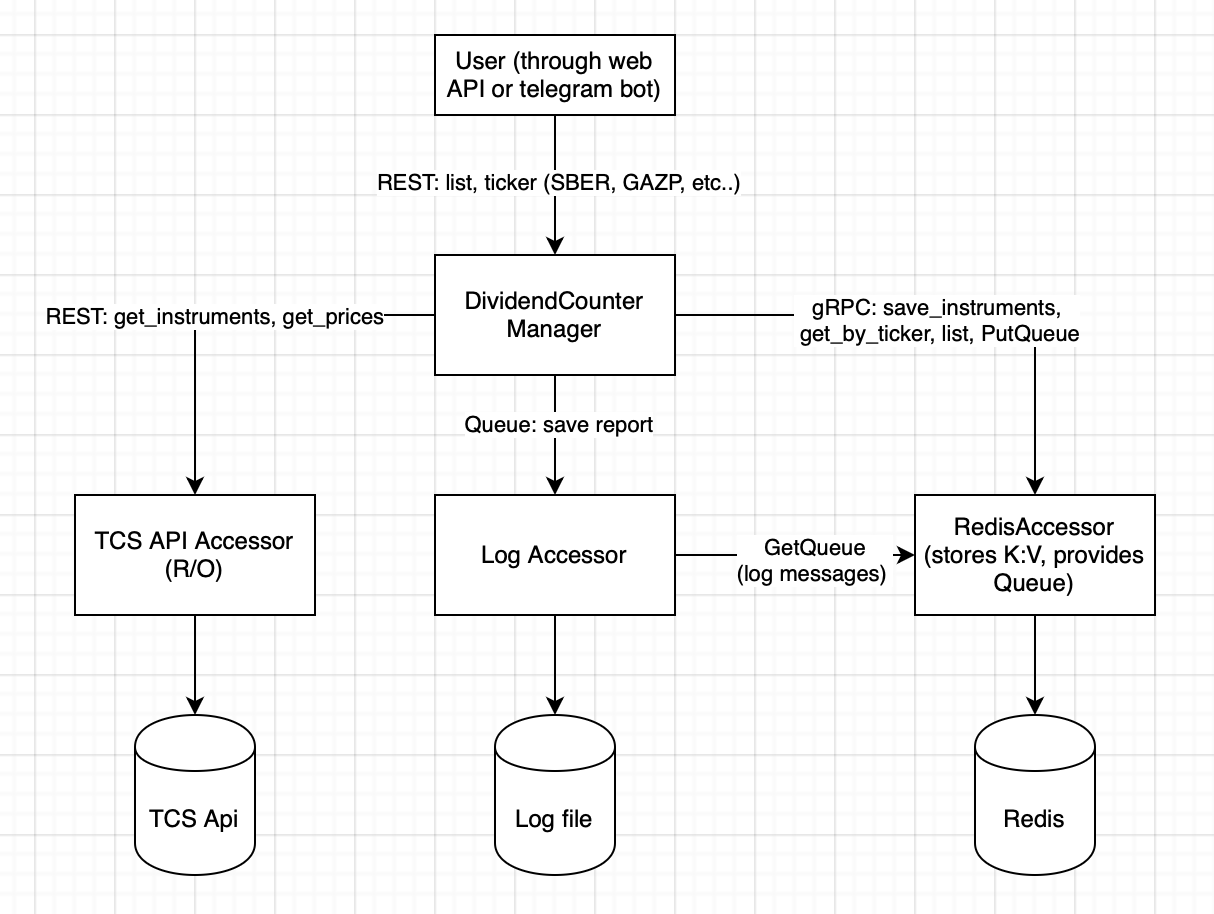 User (through web
API or telegram bot)
REST: list, ticker (SBER, GAZP, etc..)
DividendCounter
Manager
REST: get_instruments, get_prices
gRPC: save_instruments,
get_by_ticker, list, PutQueue
Queue: save report
TCS API Accessor
(R/O)
Log Accessor
GetQueue
(log messages)
RedisAccessor
(stores K:V, provides
Queue)
TCS Api
Log file
Redis